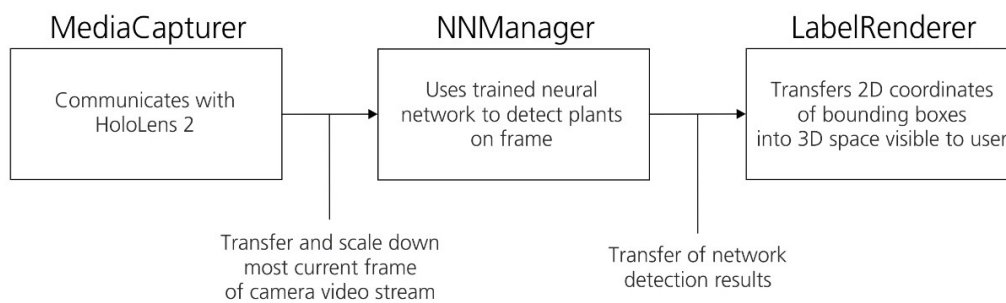 MediaCapturer
Communicates with
HoloLens 2
NNManager
Uses trained neural
network to detect plants
on frame
LabelRenderer
Transfers 2D coordinates
of bounding boxes
into 3D space visible to user
Transfer and scale down
most current frame
of camera video stream
Transfer of network
detection results